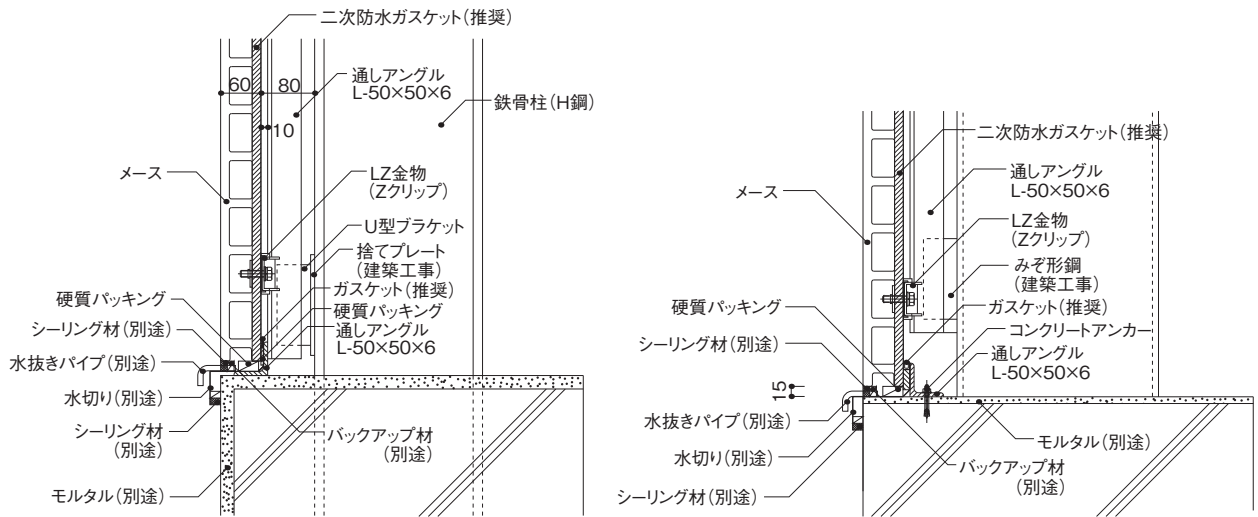 二次防水ガスケット(推奨)
60
80
通しアングル
L-50×50×6
鉄骨柱(H鋼)
10
メース
LZ金物
(Zクリップ)
U型ブラケット
捨てプレート
(建築工事)
ガスケット(推奨)
硬質パッキング
硬質パッキング
シーリング材(別途)
通しアングル
L-50×50×6
水抜きパイプ(別途)
水切り(別途)
シーリング材
(別途)
バックアップ材
(別途)
モルタル(別途)
二次防水ガスケット(推奨)
通しアングル
L-50×50×6
メース
LZ金物
(Zクリップ)
みぞ形鋼
(建築工事)
硬質パッキング
ガスケット(推奨)
シーリング材(別途)
コンクリートアンカー
通しアングル
L-50×50×6
15
水抜きパイプ(別途)
モルタル(別途)
水切り(別途)
バックアップ材
(別途)
シーリング材(別途)